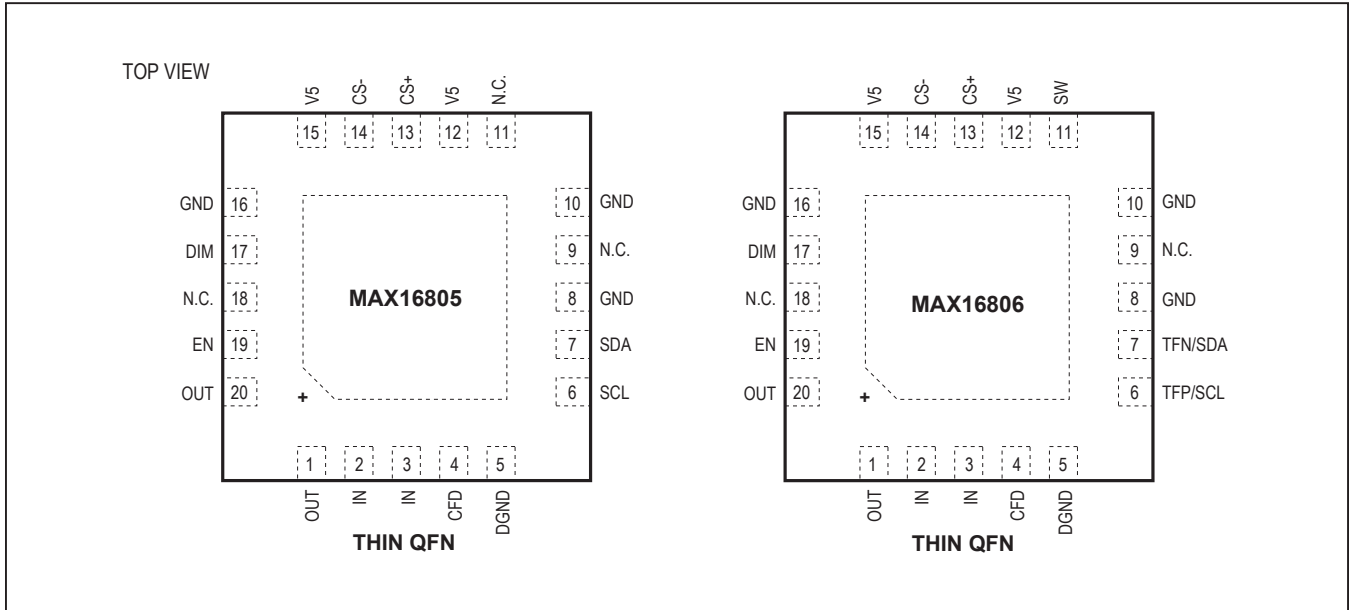 TOP VIEW
V5 CS- CS+ V5 N.C.
15 14 13 12 11
GND 16 10 GND
DIM 17 9 N.C.
N.C. 18 MAX16805 8 GND
EN 19 7 SDA
OUT 20 6 SCL
+
1 2 3 4 5
OUT IN IN CFD DGND
THIN QFN
V5 CS- CS+ V5 SW
15 14 13 12 11
GND 16 10 GND
DIM 17 9 N.C.
N.C. 18 MAX16806 8 GND
EN 19 7 TFN/SDA
OUT 20 6 TFP/SCL
+
1 2 3 4 5
OUT IN IN CFD DGND
THIN QFN